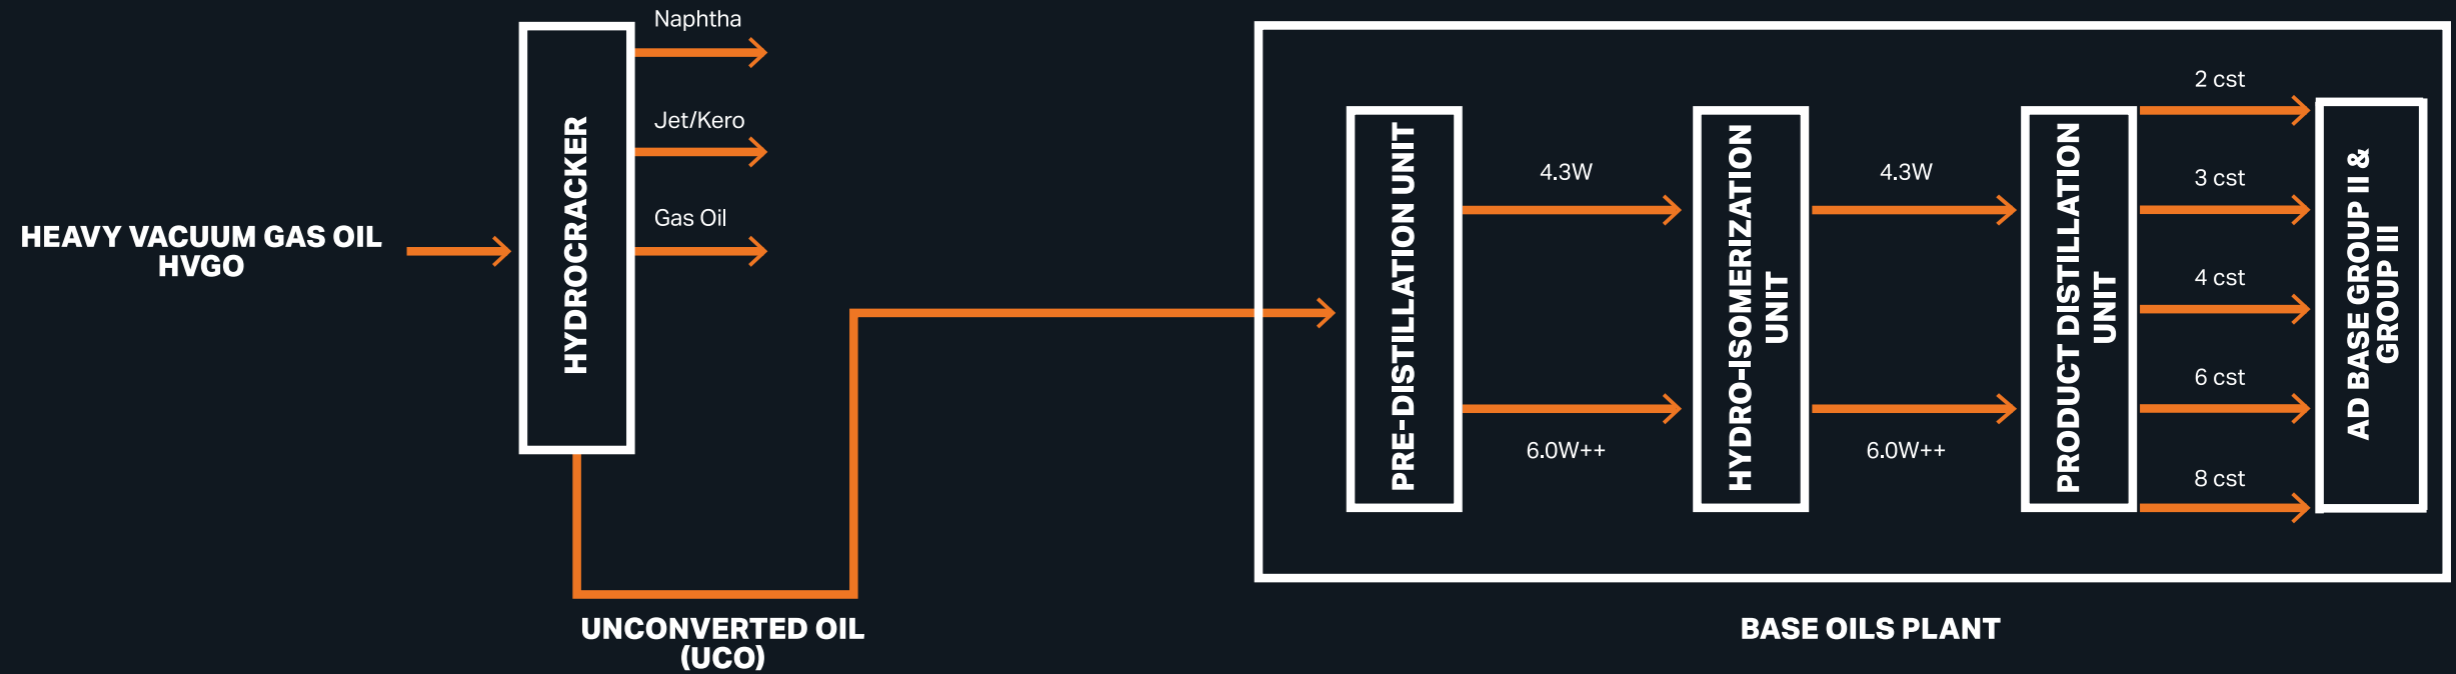 HEAVY VACUUM GAS OIL
HVGO
HYDROCRACKER
Naphtha
Jet/Kero
Gas Oil
UNCONVERTED OIL
(UCO)
PRE-DISTILLATION UNIT
4.3W
6.0W++
HYDRO-ISOMERIZATION
UNIT
4.3W
6.0W++
PRODUCT DISTILLATION
UNIT
2 cst
3 cst
4 cst
6 cst
8 cst
AD BASE GROUP II &
GROUP III
BASE OILS PLANT